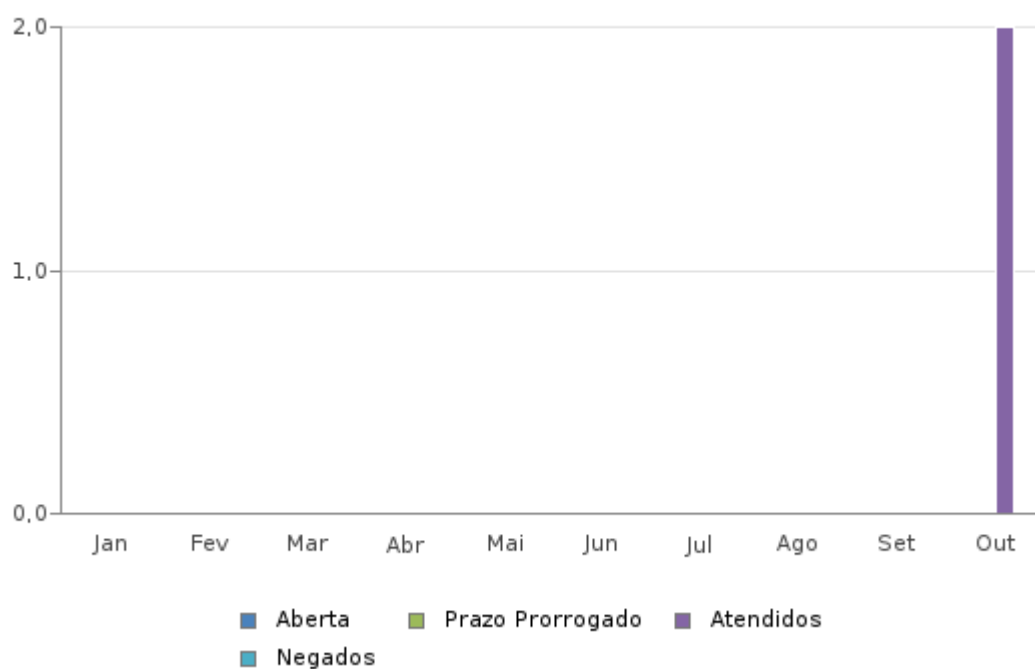 2,0
1,0
0,0
Jan Fev Mar Abr Mai Jun Jul Ago Set Out
Aberta Prazo Prorrogado Atendidos
Negados